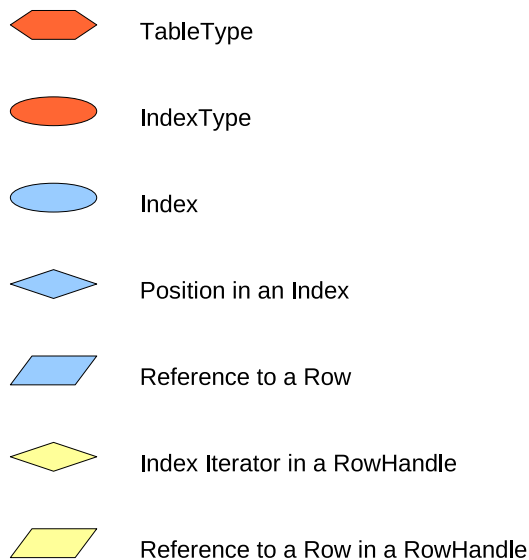 TableType
IndexType
Index
Position in an Index
Reference to a Row
Index Iterator in a RowHandle
Reference to a Row in a RowHandle